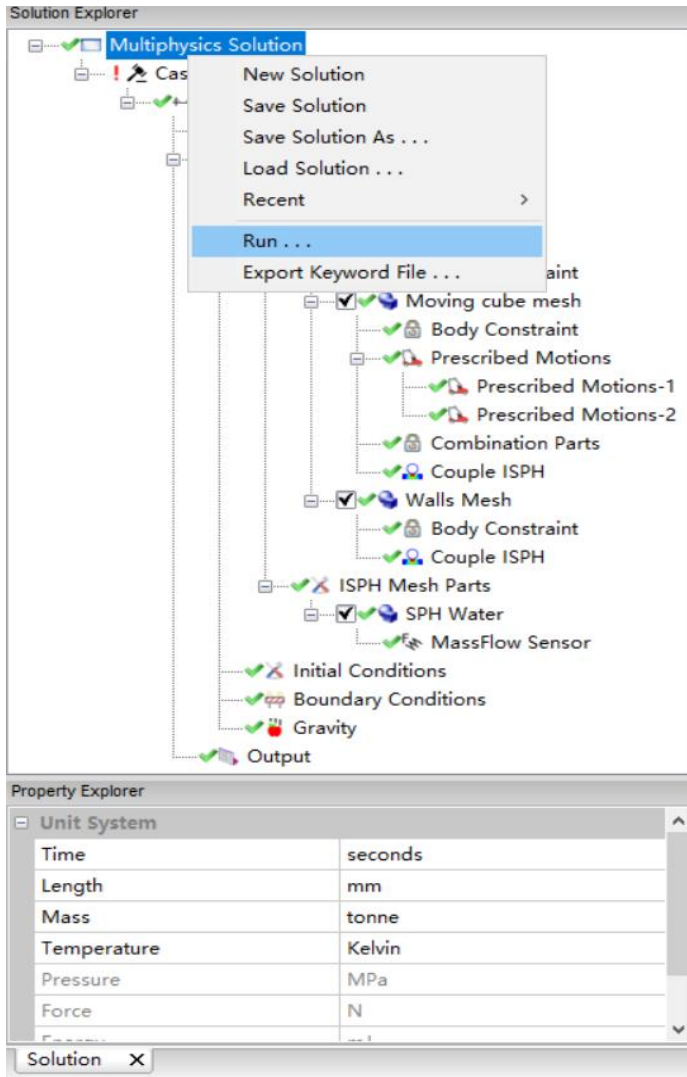 Solution Explorer
Multiphysics Solution
Cas
New Solution
Save Solution
Save Solution As . . .
Load Solution . . .
Recent
Run . . .
Export Keyword File . . .
aint
Moving cube mesh
Body Constraint
Prescribed Motions
Prescribed Motions-1
Prescribed Motions-2
Combination Parts
Couple ISPH
Walls Mesh
Body Constraint
Couple ISPH
ISPH Mesh Parts
SPH Water
MassFlow Sensor
Initial Conditions
Boundary Conditions
Gravity
Output
Property Explorer
Unit System
Time seconds
Length mm
Mass tonne
Temperature Kelvin
Pressure MPa
Force N
Solution X